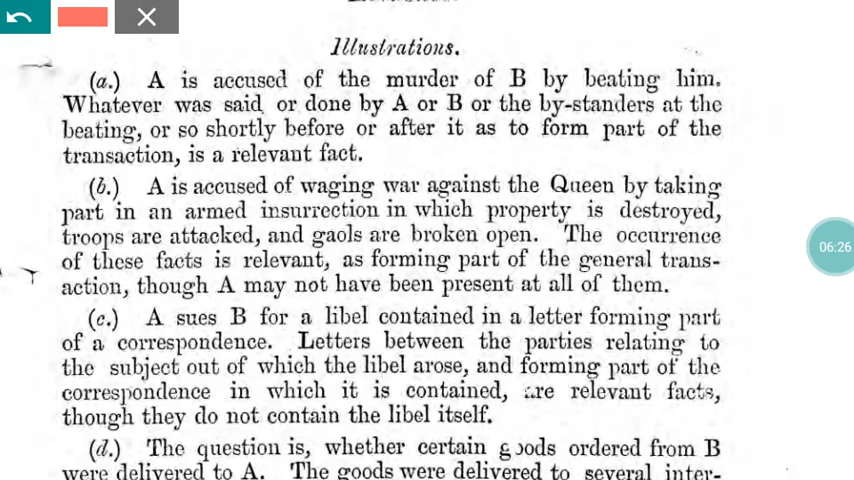 Illustrations.
(a.) A is accused of the murder of B by beating him.
Whatever was said or done by A or B or the by-standers at the
beating, or so shortly before or after it as to form part of the
transaction, is a relevant fact.
(b.) A is accused of waging war against the Queen by taking
part in an armed insurrection in which property is destroyed,
troops are attacked, and gaols are broken open. The occurrence
of these facts is relevant, as forming part of the general trans-
action, though A may not have been present at all of them.
(c.) A sues B for a libel contained in a letter forming part
of a correspondence. Letters between the parties relating to
the subject out of which the libel arose, and forming part of the
correspondence in which it is contained, are relevant facts,
though they do not contain the libel itself.
(d.) The question is, whether certain goods ordered from B
were delivered to A. The goods were delivered to several inter-
06:26